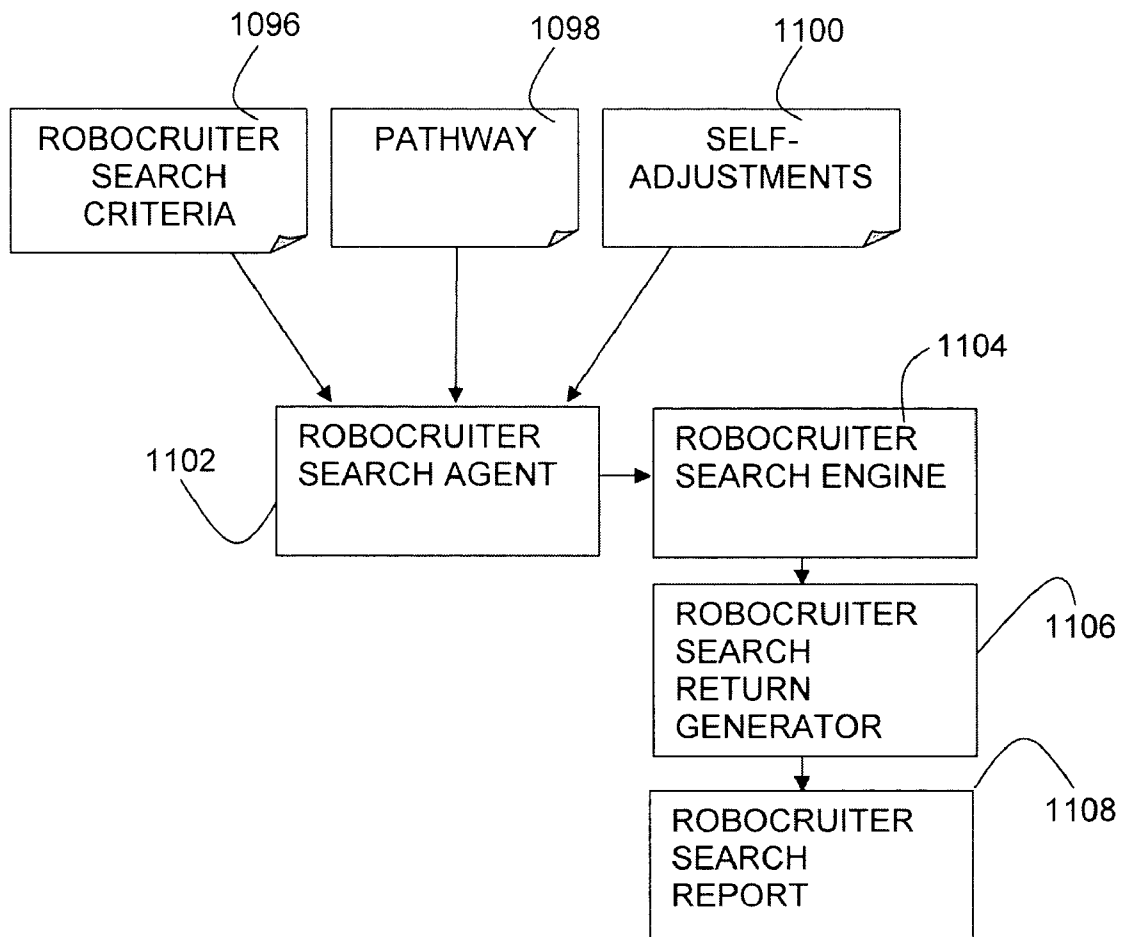 1096
1098
1100
ROBOCRUITER
SEARCH
CRITERIA
PATHWAY
SELF-
ADJUSTMENTS
1104
ROBOCRUITER
SEARCH AGENT
1102
ROBOCRUITER
SEARCH ENGINE
ROBOCRUITER
SEARCH
RETURN
GENERATOR
1106
ROBOCRUITER
SEARCH
REPORT
1108